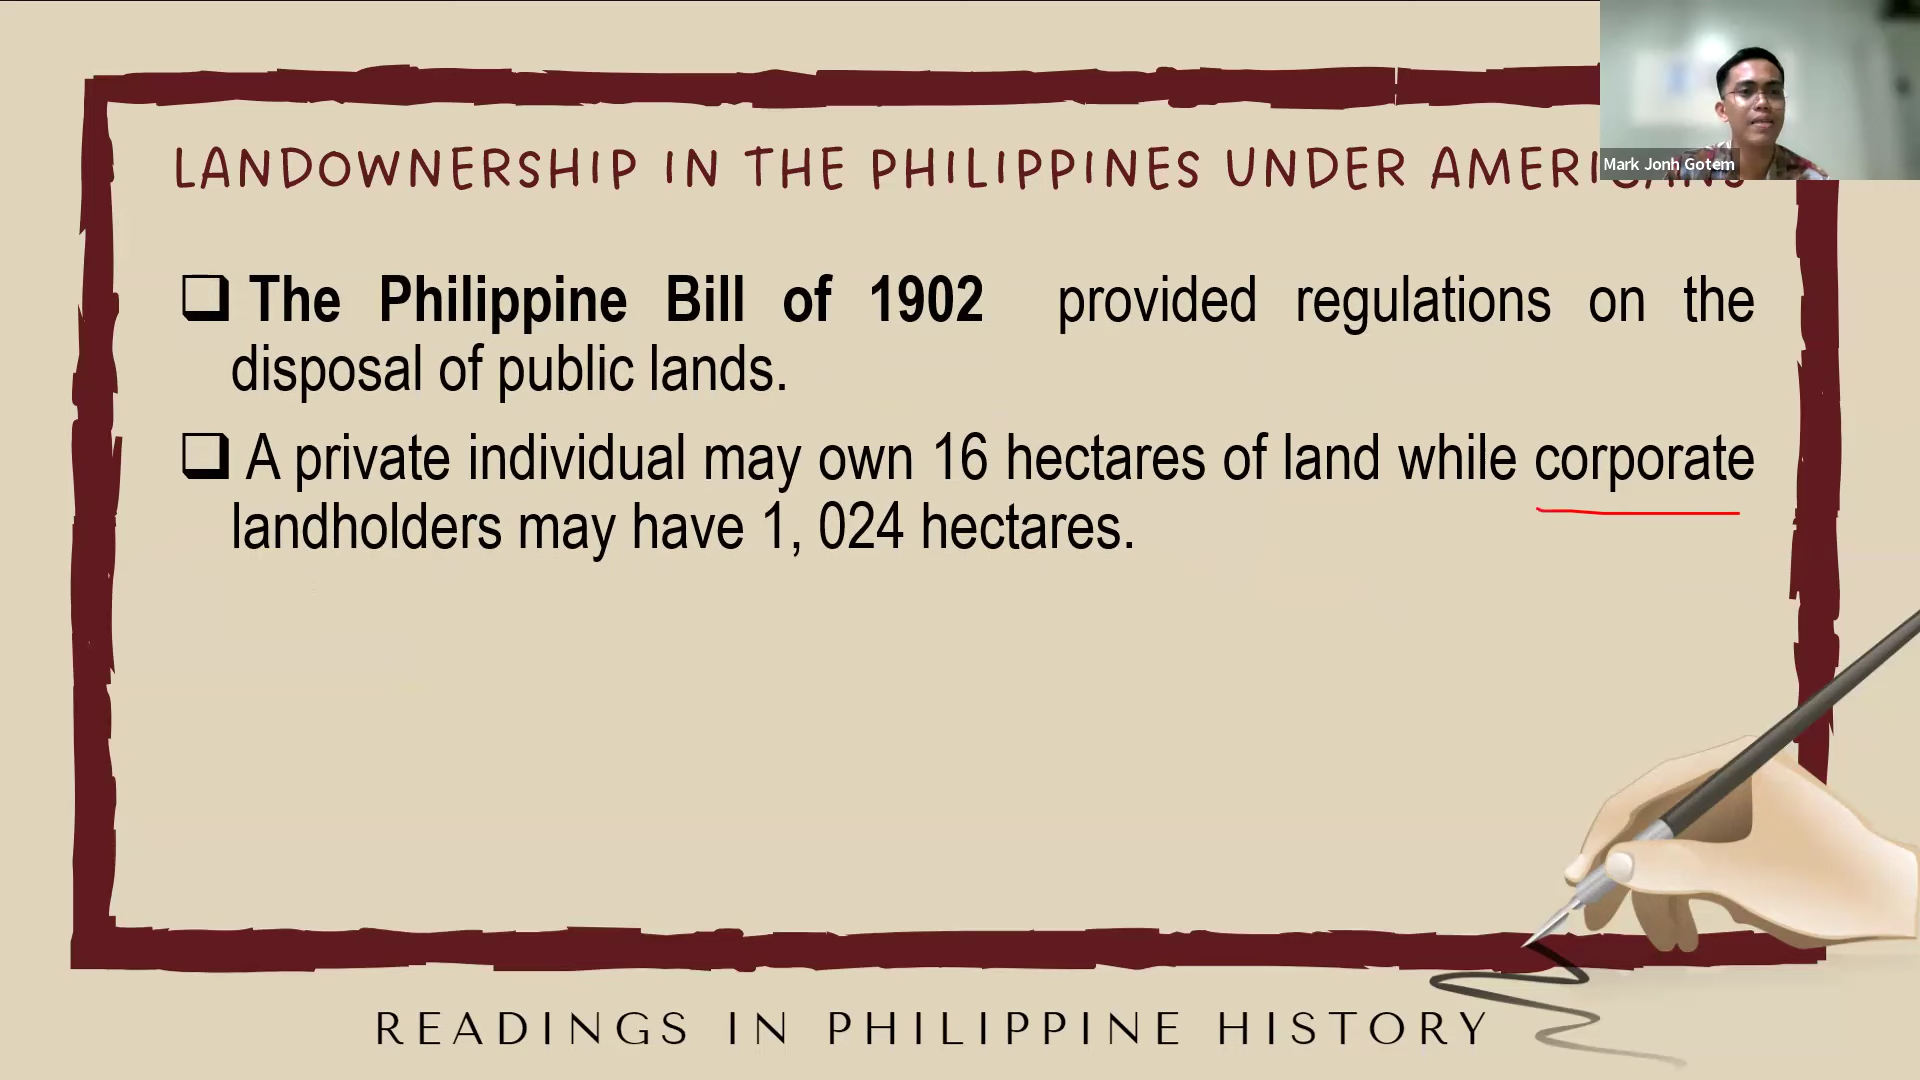 LANDOWNERSHIP IN THE PHILIPPINES UNDER
Mark Jonh Gotem
❑ The Philippine Bill of 1902 provided regulations on the
disposal of public lands.
❑ A private individual may own 16 hectares of land while corporate
landholders may have 1, 024 hectares.
READINGS IN PHILIPPINE HISTORY